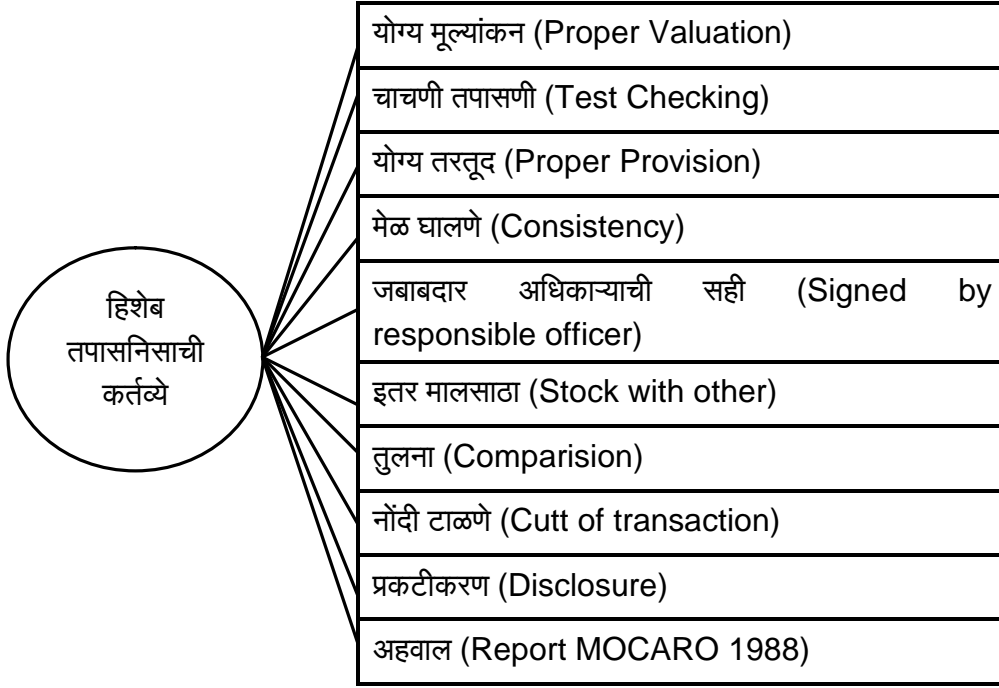 योग्य मूल्यांकन (Proper Valuation)
चाचणी तपासणी (Test Checking)
योग्य तरतूद (Proper Provision)
मेळ घालणे (Consistency)
जबाबदार अधिकाऱ्याची सही (Signed by
responsible officer)
इतर मालसाठा (Stock with other)
तुलना (Comparision)
नोंदी टाळणे (Cutt of transaction)
प्रकटीकरण (Disclosure)
अहवाल (Report MOCARO 1988)
हिशेब
तपासनिसाची
कर्तव्ये